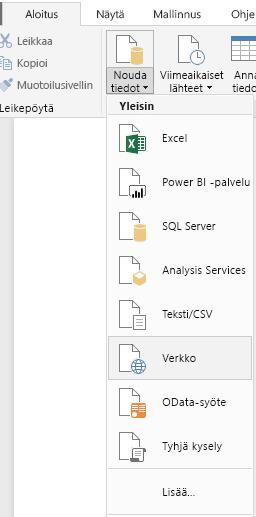 Aloitus Näytä Mallinnus Ohje
Leikkaa
Kopioi
Muotoilusivellin
Leikepöytä
Nouda
tiedot
Viimeaikaiset
lähteet
Anna
tiedo
Yleisin
Excel
Power BI -palvelu
SQL Server
Analysis Services
Teksti/CSV
Verkko
OData-syöte
Tyhjä kysely
Lisää...